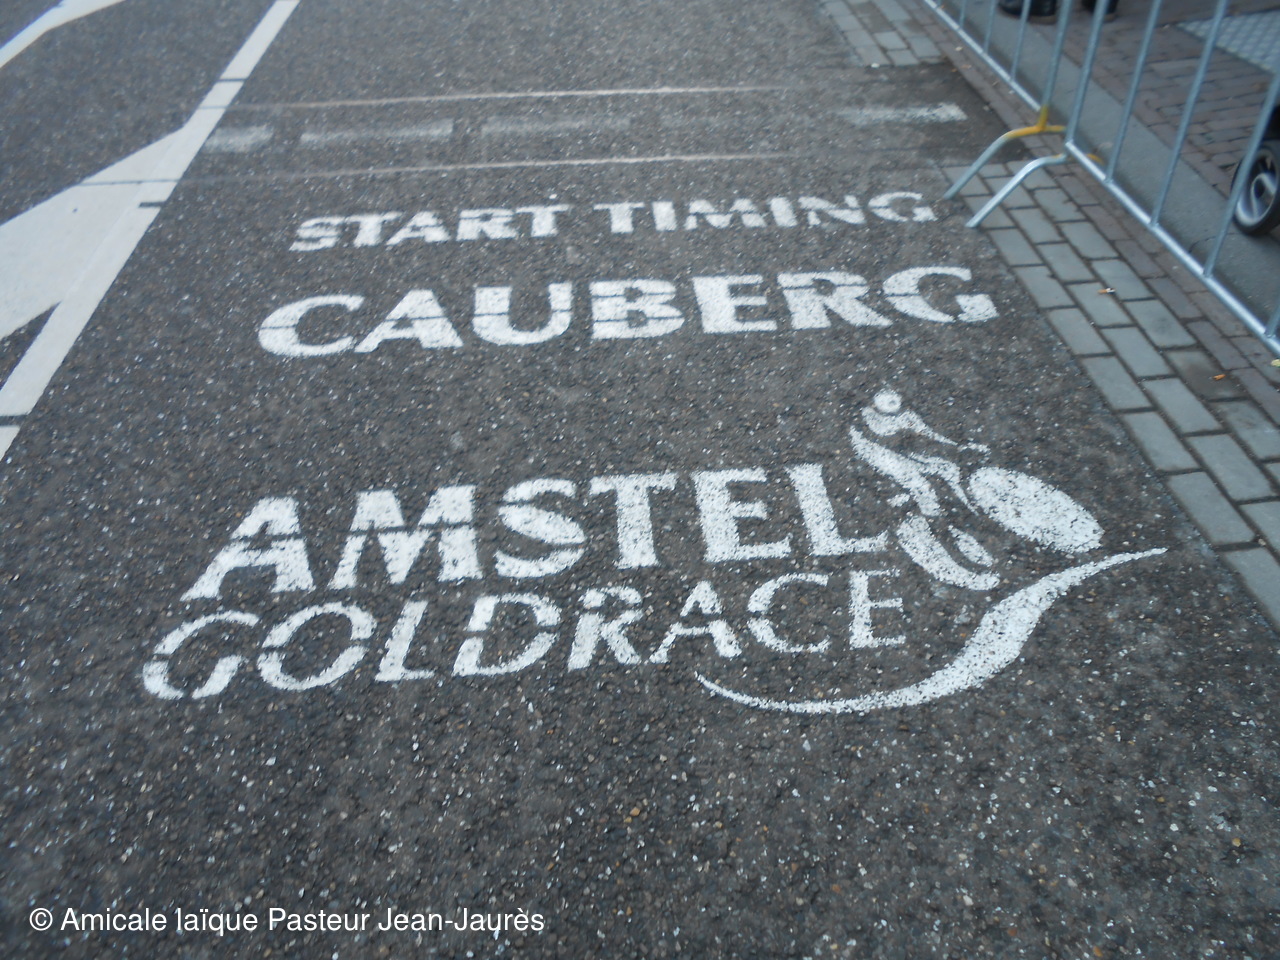 START TIMING
CAUBERG
AMSTEL
GOLDRACE
© Amicale laïque Pasteur Jean-Jaurès